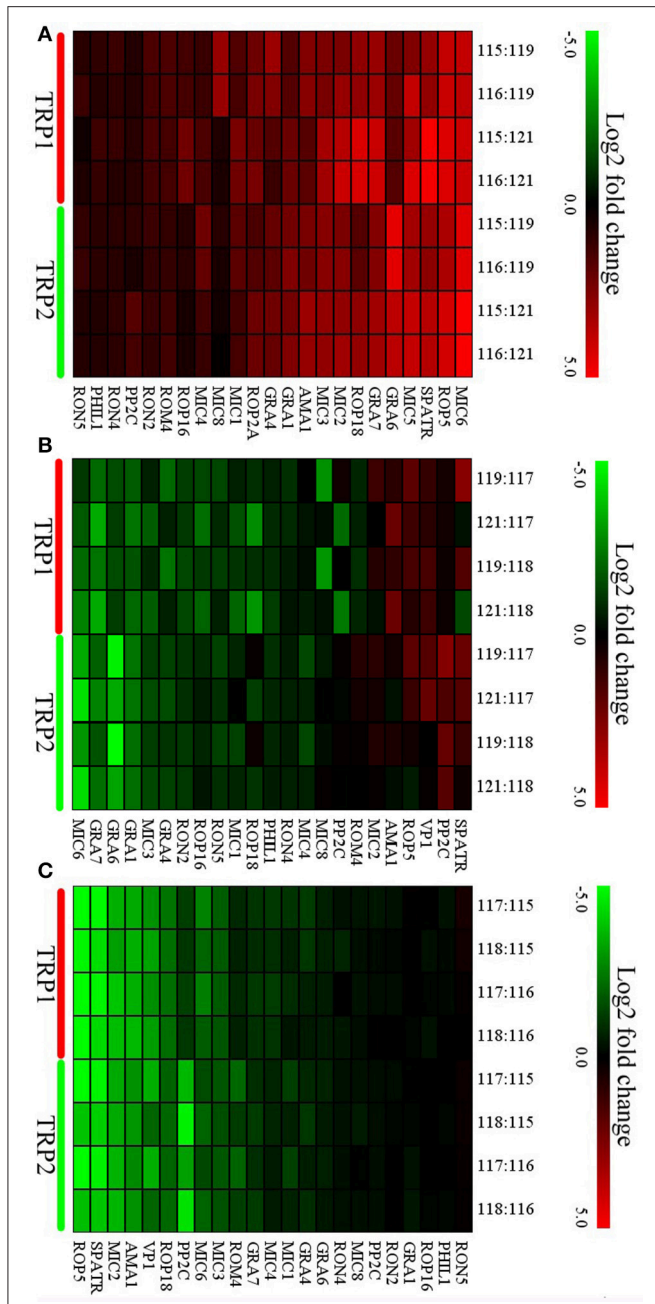 A
TRP1
TRP2
115:119
116:119
115:121
116:121
115:119
116:119
115:121
116:121
RON5
PHIL1
RON4
PP2C
RON2
ROM4
ROP16
MIC4
MIC8
MIC1
ROP2A
GRA4
GRA1
AMA1
MIC3
MIC2
ROP18
GRA7
GRA6
MIC5
SPATR
ROP5
MIC6
-5.0
0.0
5.0
Log2 fold change
B
TRP1
TRP2
119:117
121:117
119:118
121:118
119:117
121:117
119:118
121:118
MIC6
GRA7
GRA6
GRA1
MIC3
GRA4
RON2
ROP16
RON5
MIC1
ROP18
PHIL1
RON4
MIC4
MIC8
PP2C
ROM4
MIC2
AMA1
ROP5
VP1
PP2C
SPATR
-5.0
0.0
5.0
Log2 fold change
C
TRP1
TRP2
117:115
118:115
117:116
118:116
117:115
118:115
117:116
118:116
ROP5
SPATR
MIC2
AMA1
VP1
ROP18
PP2C
MIC6
MIC3
ROM4
GRA7
MIC4
MIC1
GRA4
GRA6
RON4
MIC8
PP2C
RON2
GRA1
ROP16
PHIL1
RON5
-5.0
0.0
5.0
Log2 fold change